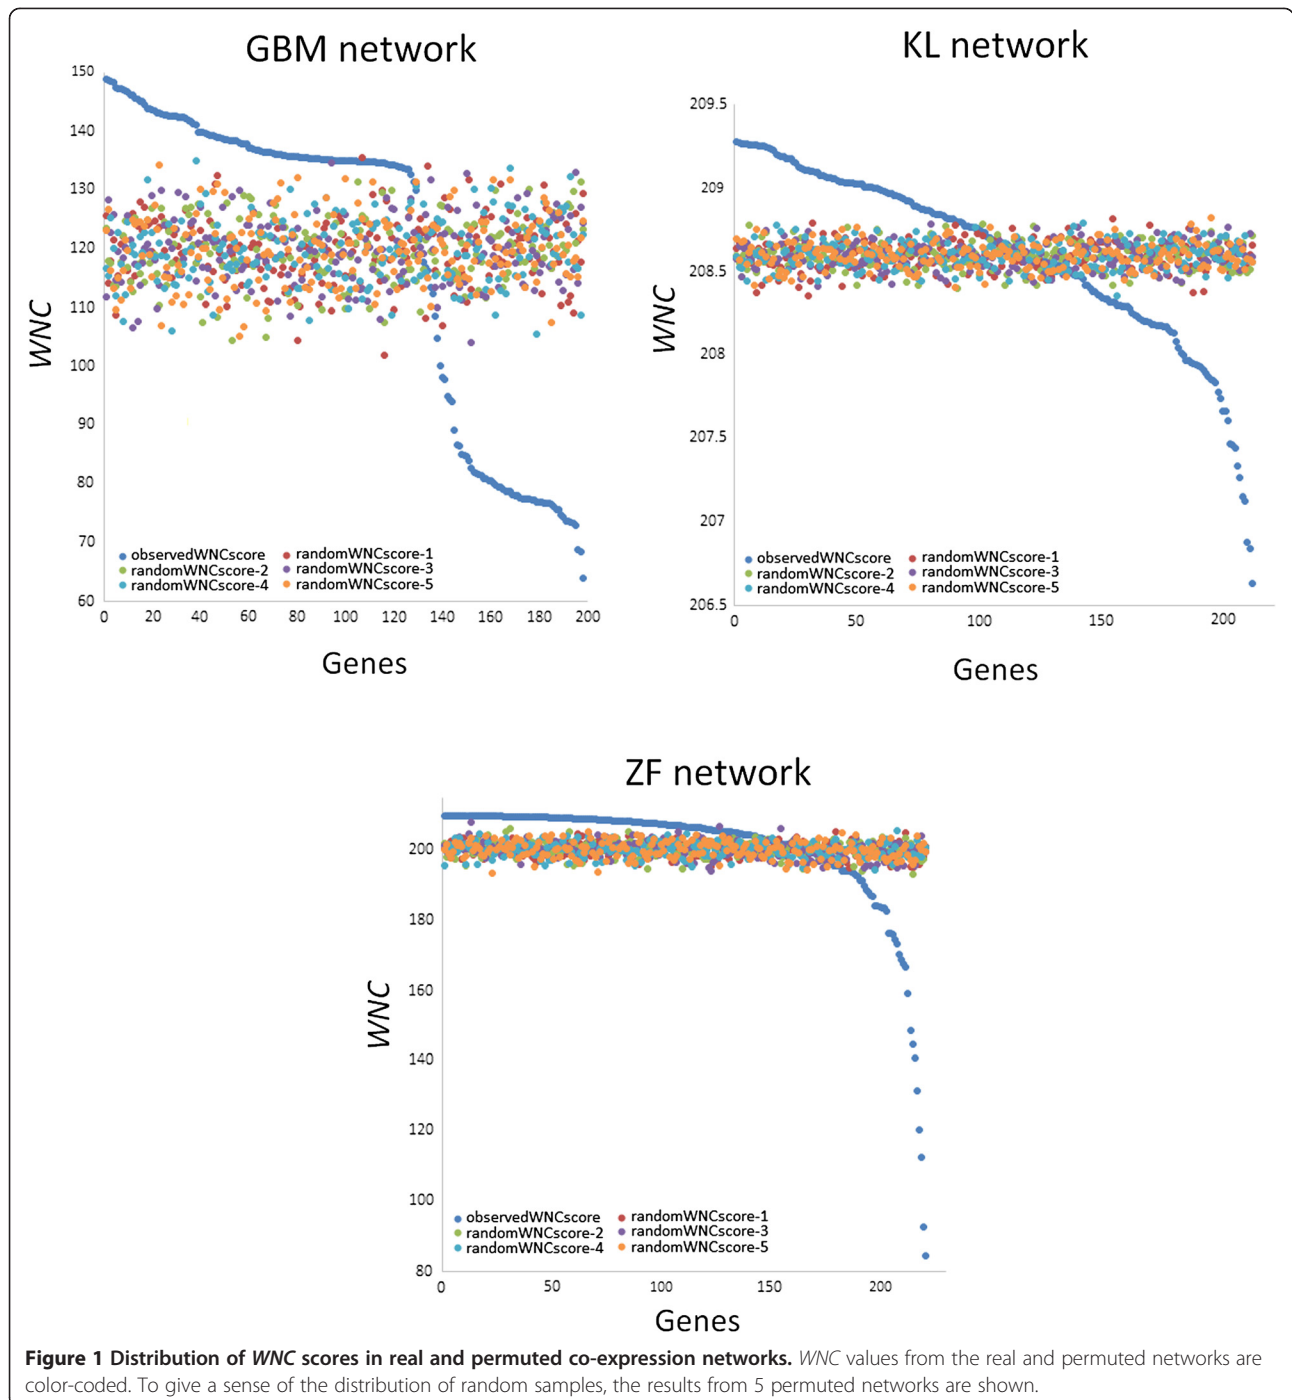 GBM network
150
140
130
120
110
100
90
80
70
60
WNC
observedWNCscore
randomWNCscore-1
randomWNCscore-2
randomWNCscore-3
randomWNCscore-4
randomWNCscore-5
0 20 40 60 80 100 120 140 160 180 200
Genes
KL network
209.5
209
208.5
208
207.5
207
206.5
WNC
observedWNCscore
randomWNCscore-1
randomWNCscore-2
randomWNCscore-3
randomWNCscore-4
randomWNCscore-5
0 50 100 150 200
Genes
ZF network
200
180
160
140
120
100
80
WNC
observedWNCscore
randomWNCscore-1
randomWNCscore-2
randomWNCscore-3
randomWNCscore-4
randomWNCscore-5
0 50 100 150 200
Genes
Figure 1 Distribution of WNC scores in real and permuted co-expression networks. WNC values from the real and permuted networks are
color-coded. To give a sense of the distribution of random samples, the results from 5 permuted networks are shown.